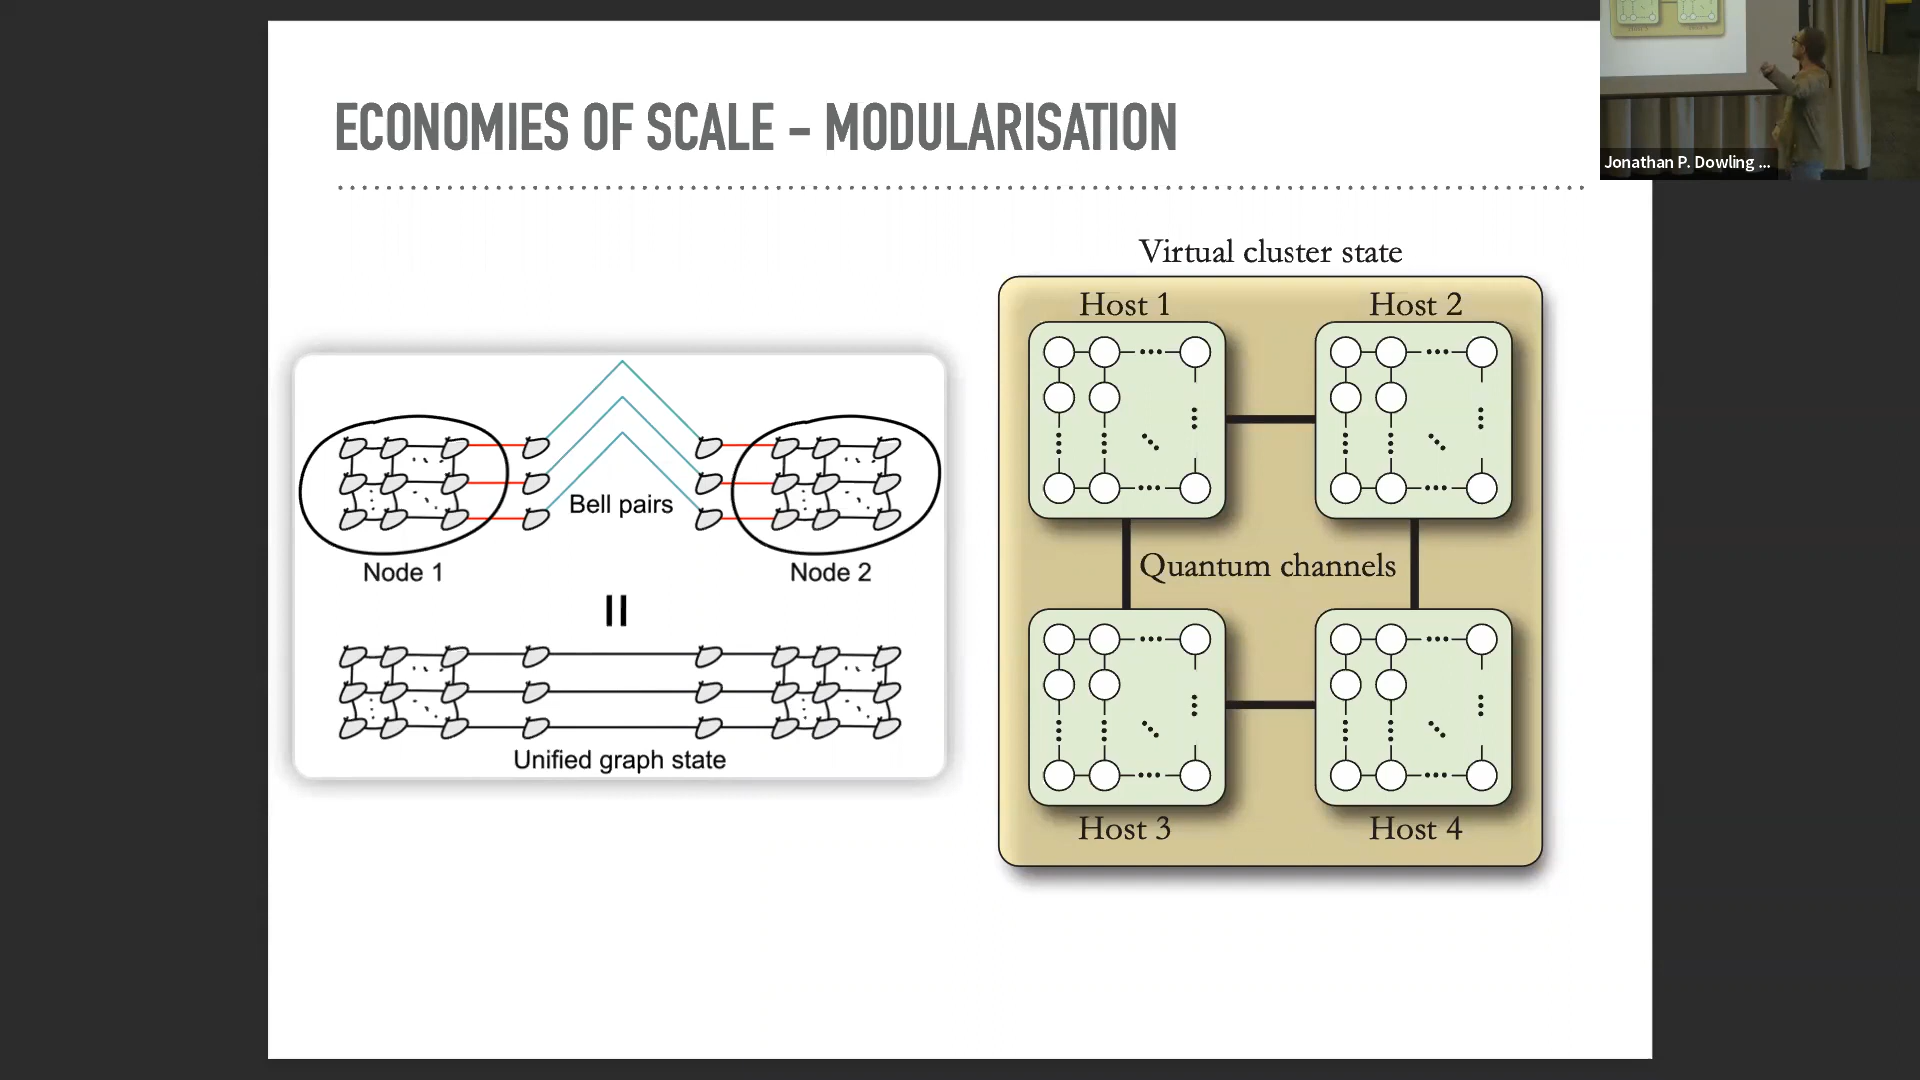 ECONOMIES OF SCALE – MODULARISATION
Jonathan P. Dowling ...
Bell pairs
Node 1
Node 2
Unified graph state
Virtual cluster state
Host 1
Host 2
Quantum channels
Host 3
Host 4